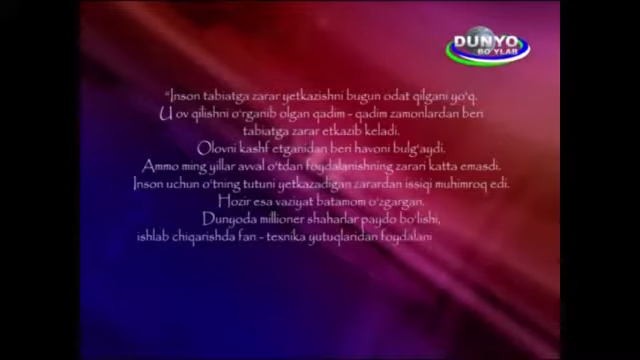 DUNYO
BO'YLAB
“Inson tabiatga zarar yetkazishni bugun odat qilgani yo‘q.
U ov qilishni o‘rganib olgan qadim - qadim zamonlardan beri
tabiatga zarar etkazib keladi.
Olovni kashf etganidan beri havoni bulg‘aydi.
Ammo ming yillar avval o‘tdan foydalanishning zarari katta emasdi.
Inson uchun o‘tning tutuni yetkazadigan zarardan issiqi muhimroq edi.
Hozir esa vaziyat batamom o‘zgargan.
Dunyoda millioner shaharlar paydo bo‘lishi,
ishlab chiqarishda fan - texnika yutuqlaridan foydalani